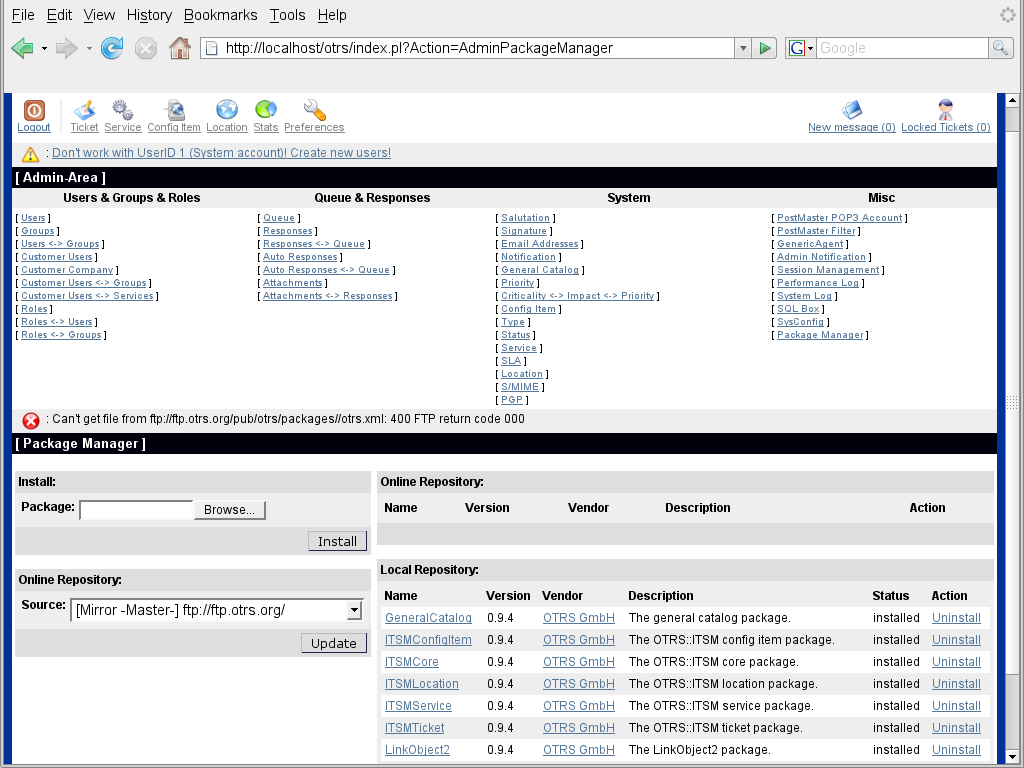 File Edit View History Bookmarks Tools Help
http://localhost/otrs/index.pl?Action=AdminPackageManager G Google
Logout Ticket Service Config Item Location Stats Preferences New message (0) Locked Tickets (0)
: Don't work with UserID 1 (System account)! Create new users!
[ Admin-Area ]
Users & Groups & Roles Queue & Responses System Misc
[ Users ] [ Queue ] [ Salutation ] [ PostMaster POP3 Account ]
[ Groups ] [ Responses ] [ Signature ] [ PostMaster Filter ]
[ Users <-> Groups ] [ Responses <-> Queue ] [ Email Addresses ] [ GenericAgent ]
[ Customer Users ] [ Auto Responses ] [ Notification ] [ Admin Notification ]
[ Customer Company ] [ Auto Responses <-> Queue ] [ General Catalog ] [ Session Management ]
[ Customer Users <-> Groups ] [ Attachments ] [ Priority ] [ Performance Log ]
[ Customer Users <-> Services ] [ Attachments <-> Responses ] [ Criticality <-> Impact <-> Priority ] [ System Log ]
[ Roles ] [ Config Item ] [ SQL Box ]
[ Roles <-> Users ] [ Type ] [ SysConfig ]
[ Roles <-> Groups ] [ Status ] [ Package Manager ]
[ Service ]
[ SLA ]
[ Location ]
[ S/MIME ]
[ PGP ]
: Can't get file from ftp://ftp.otrs.org/pub/otrs/packages//otrs.xml: 400 FTP return code 000
[ Package Manager ]
Install:
Package: Browse...
Install
Online Repository:
Source: [Mirror -Master-] ftp://ftp.otrs.org/
Update
Online Repository:
Name Version Vendor Description Action
Local Repository:
Name Version Vendor Description Status Action
GeneralCatalog 0.9.4 OTRS GmbH The general catalog package. installed Uninstall
ITSMConfigItem 0.9.4 OTRS GmbH The OTRS::ITSM config item package. installed Uninstall
ITSMCore 0.9.4 OTRS GmbH The OTRS::ITSM core package. installed Uninstall
ITSMLocation 0.9.4 OTRS GmbH The OTRS::ITSM location package. installed Uninstall
ITSMService 0.9.4 OTRS GmbH The OTRS::ITSM service package. installed Uninstall
ITSMTicket 0.9.4 OTRS GmbH The OTRS::ITSM ticket package. installed Uninstall
LinkObject2 0.9.4 OTRS GmbH The LinkObject2 package. installed Uninstall